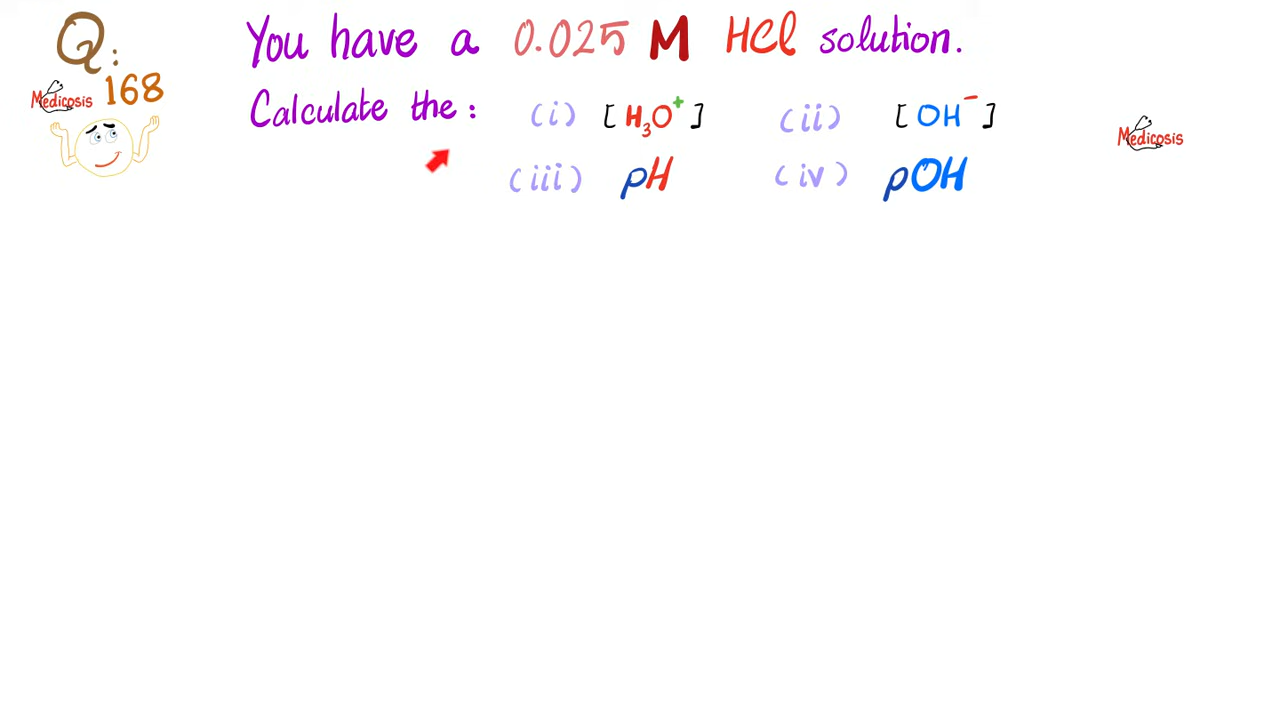 Q:
168
Medicosis
You have a 0.025 M HCl solution.
Calculate the: (i) [H₃O⁺] (ii) [OH⁻]
(iii) pH (iv) pOH
Medicosis